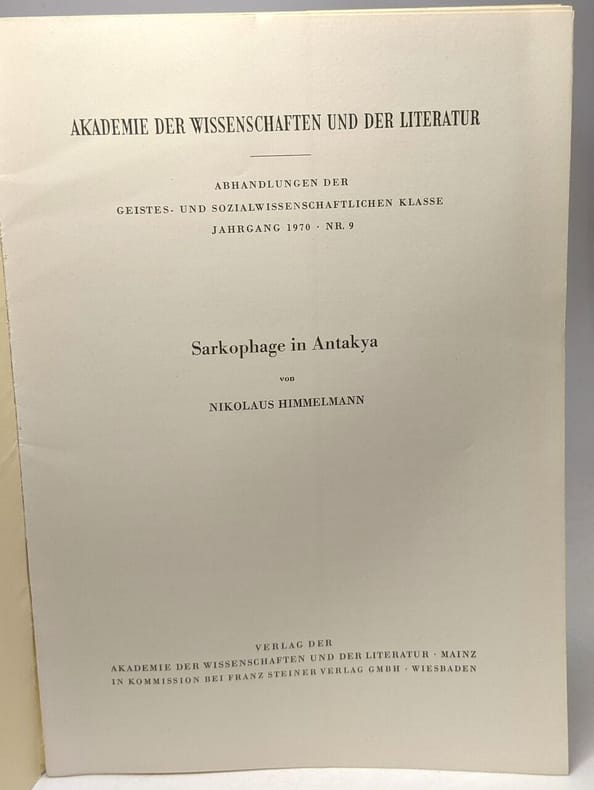 AKADEMIE DER WISSENSCHAFTEN UND DER LITERATUR
ABHANDLUNGEN DER
GEISTES- UND SOZIALWISSENSCHAFTLICHEN KLASSE
JAHRGANG 1970 · NR. 9
Sarkophage in Antakya
von
NIKOLAUS HIMMELMANN
VERLAG DER
AKADEMIE DER WISSENSCHAFTEN UND DER LITERATUR · MAINZ
IN KOMMISSION BEI FRANZ STEINER VERLAG GMBH · WIESBADEN